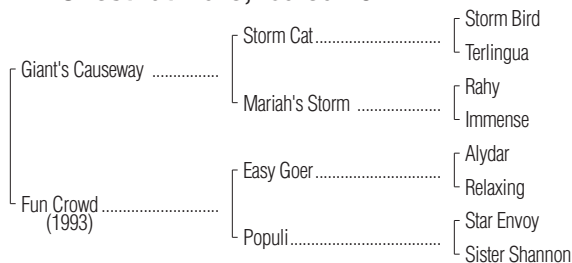 Storm Bird
Storm Cat
Terlingua
Giant's Causeway
Rahy
Mariah's Storm
Immense
Alydar
Easy Goer
Relaxing
Fun Crowd
(1993)
Star Envoy
Populi
Sister Shannon